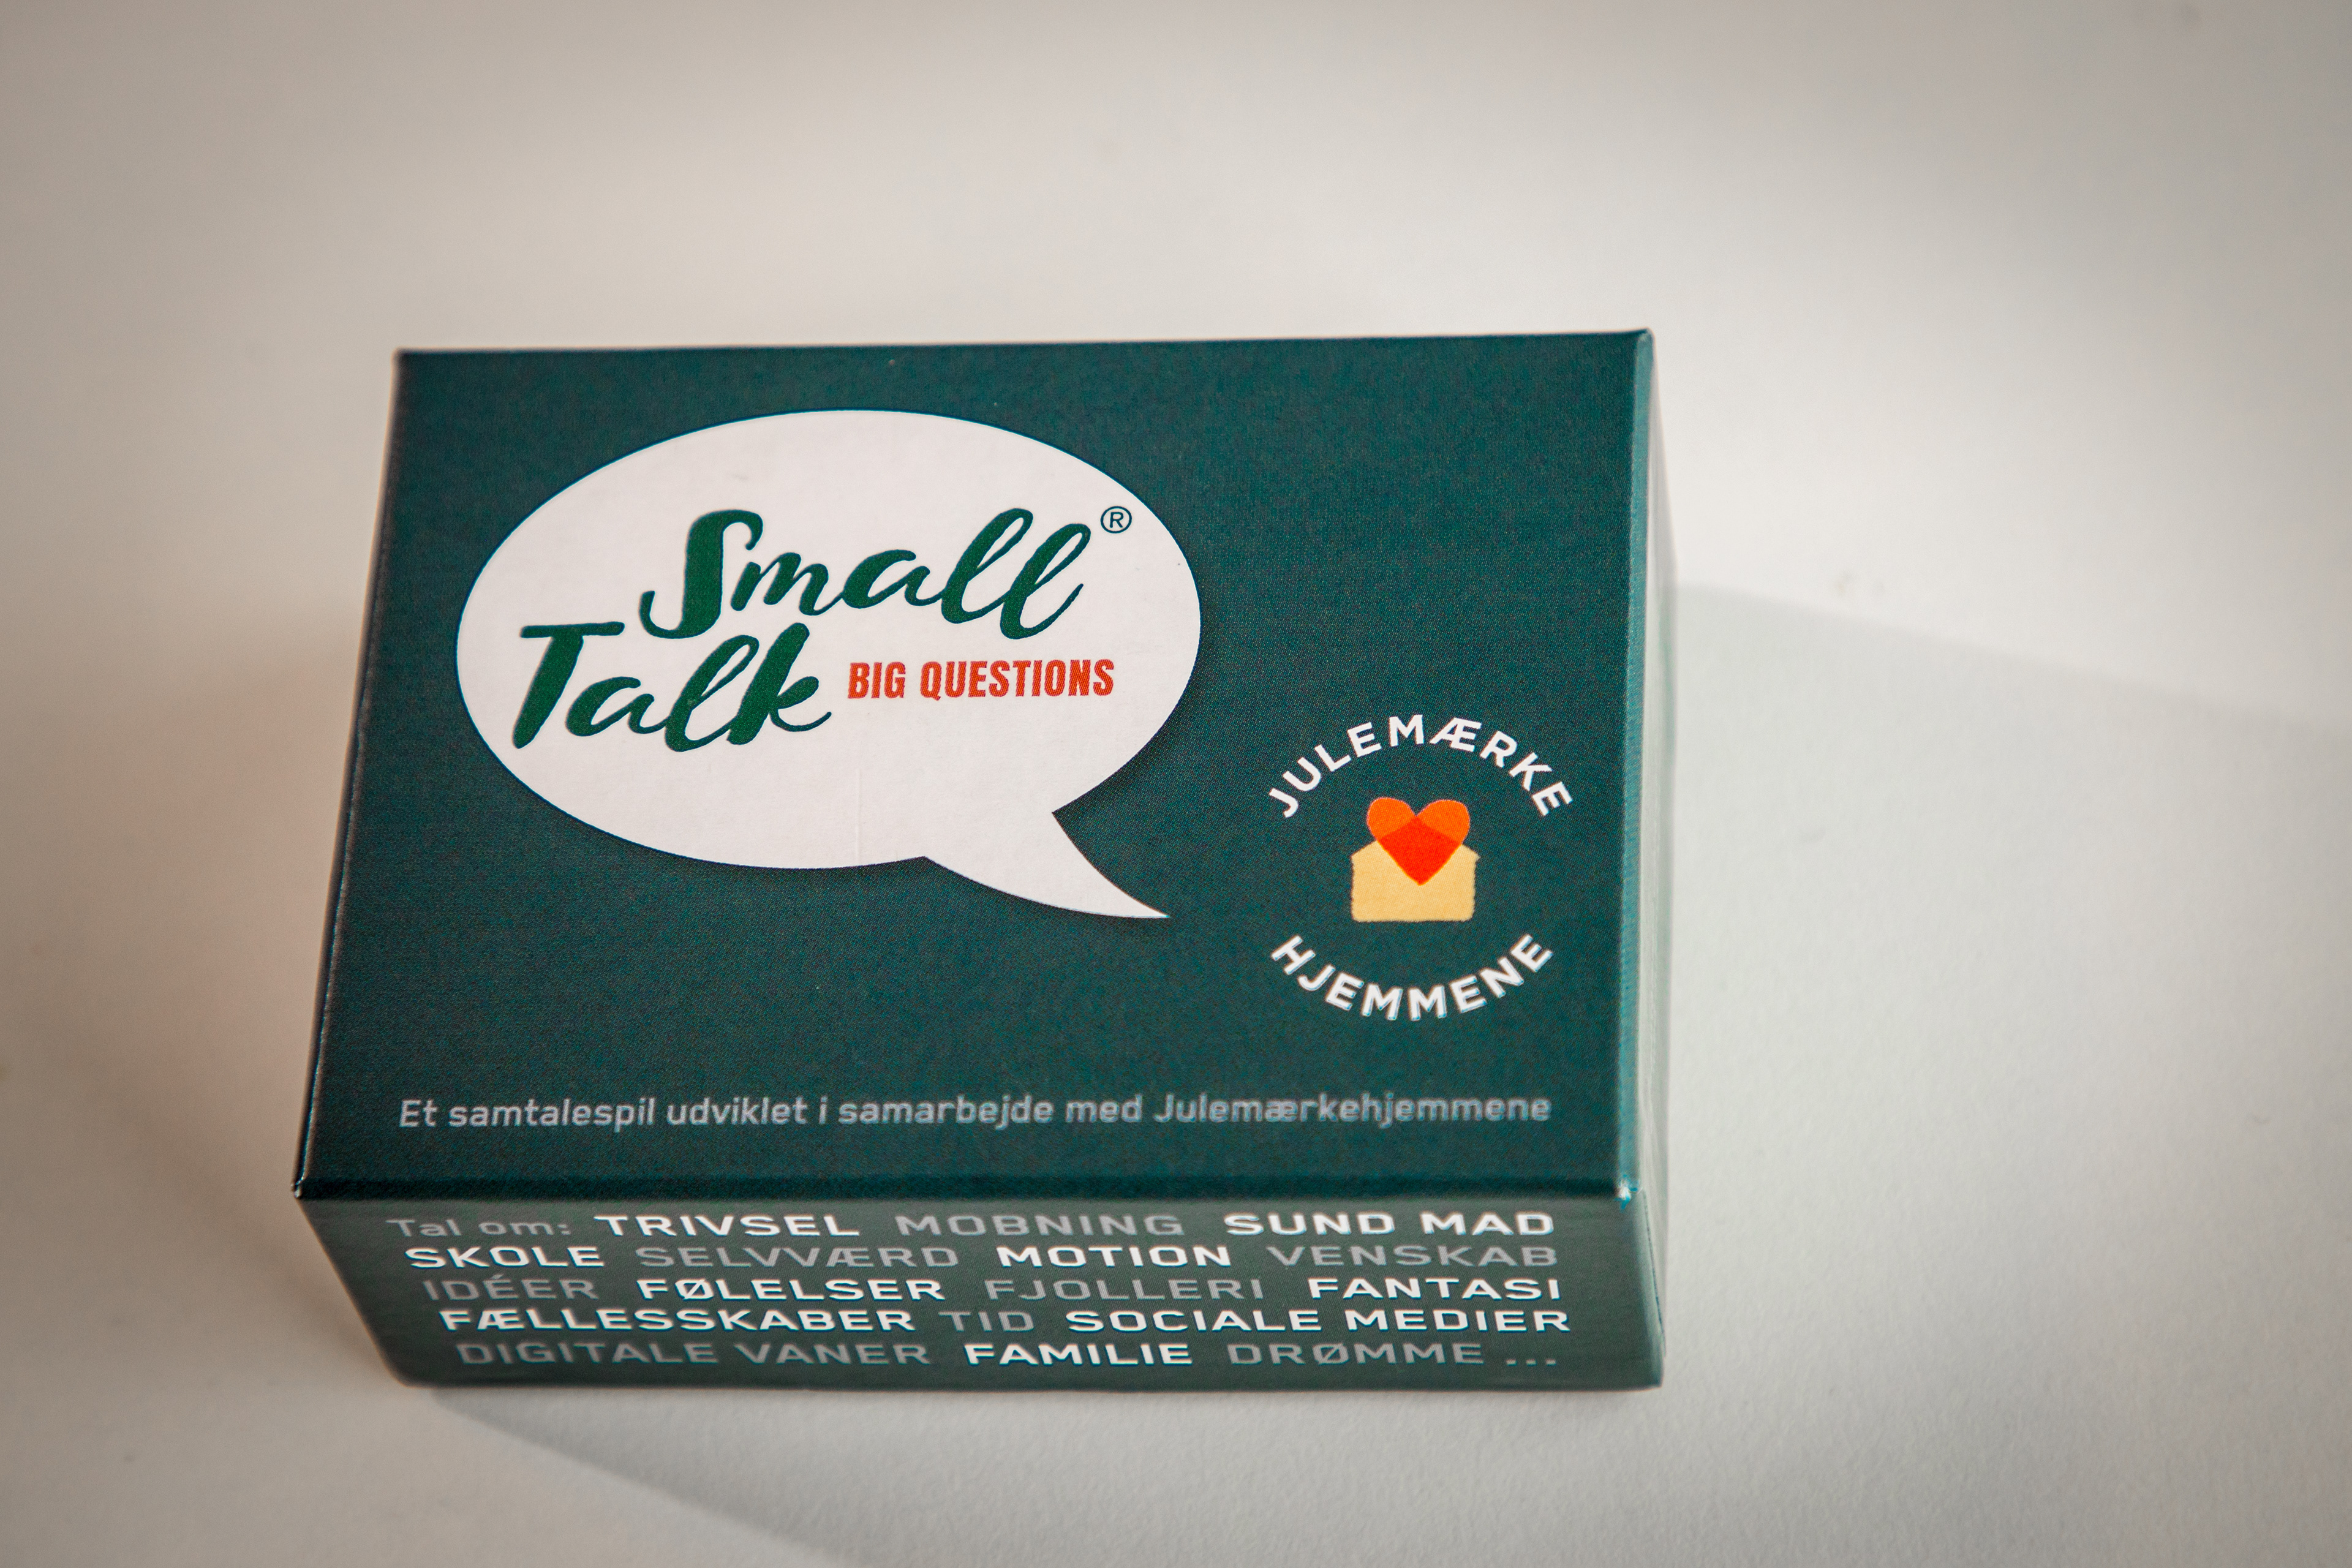 Small®
Talk BIG QUESTIONS
JULEMÆRKE
HJEMMENE
Et samtalespil udviklet i samarbejde med Julemærkehjemmene
Tal om: TRIVSEL MOBNING SUND MAD
SKOLE SELVVÆRD MOTION VENSKAB
IDÉER FØLELSER FJOLLERI FANTASI
FÆLLESSKABER TID SOCIALE MEDIER
DIGITALE VANER FAMILIE DRØMME ...